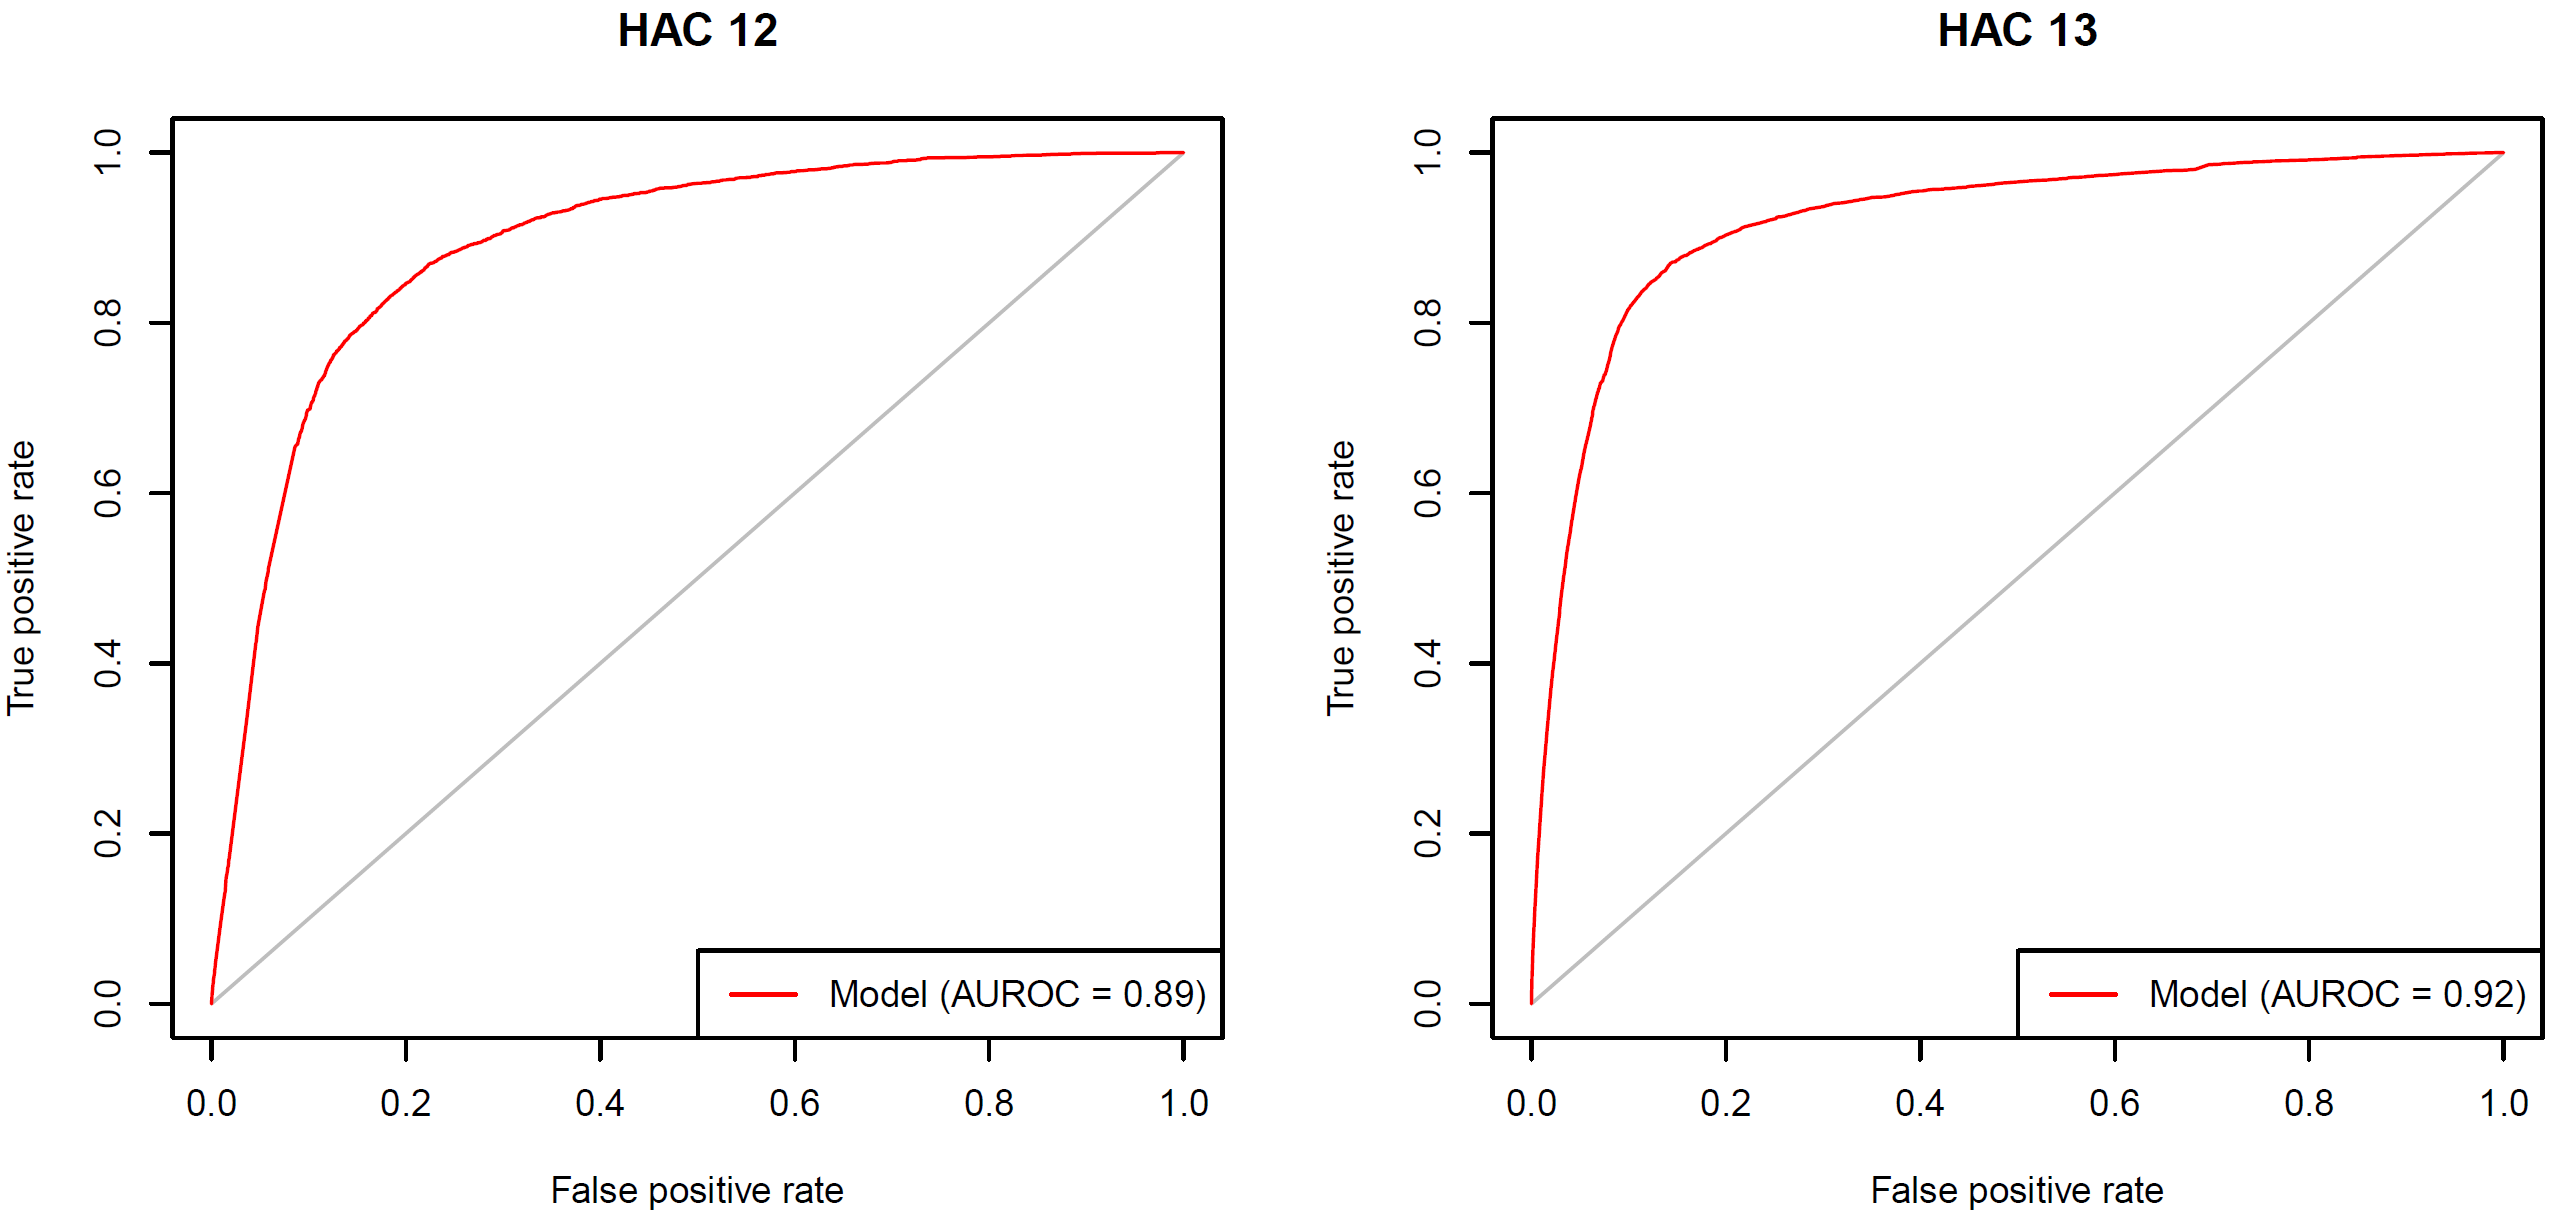 HAC 12
True positive rate
1.0
0.8
0.6
0.4
0.2
0.0
Model (AUROC = 0.89)
0.0 0.2 0.4 0.6 0.8 1.0
False positive rate
HAC 13
True positive rate
1.0
0.8
0.6
0.4
0.2
0.0
Model (AUROC = 0.92)
0.0 0.2 0.4 0.6 0.8 1.0
False positive rate